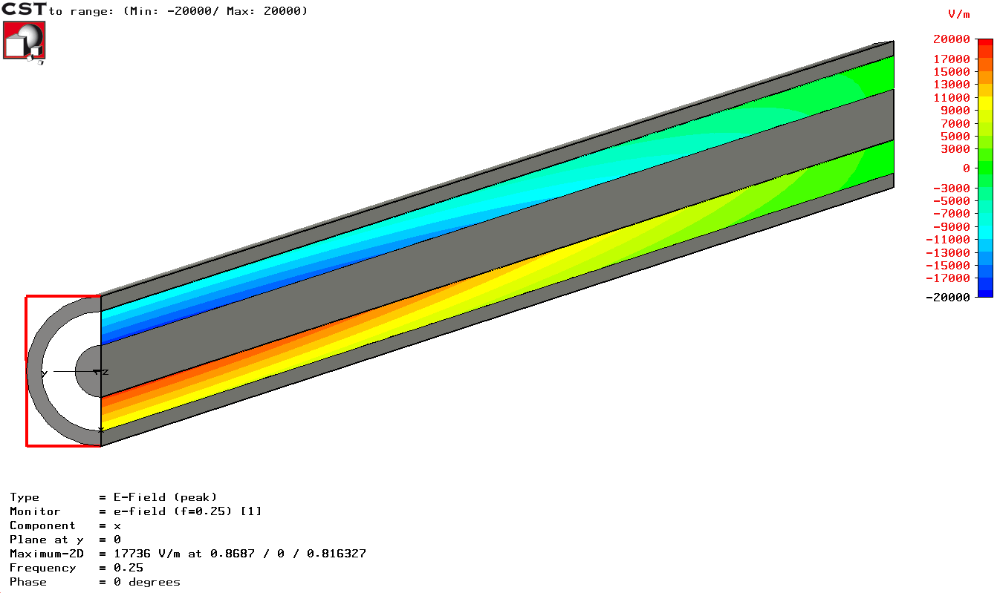 CST to range: (Min: -20000/ Max: 20000)
V/m
20000
17000
15000
13000
11000
9000
7000
5000
3000
0
-3000
-5000
-7000
-9000
-11000
-13000
-15000
-17000
-20000
y
z
x
Type = E-Field (peak)
Monitor = e-field (f=0.25) [1]
Component = x
Plane at y = 0
Maximum-2D = 17736 V/m at 0.8687 / 0 / 0.816327
Frequency = 0.25
Phase = 0 degrees